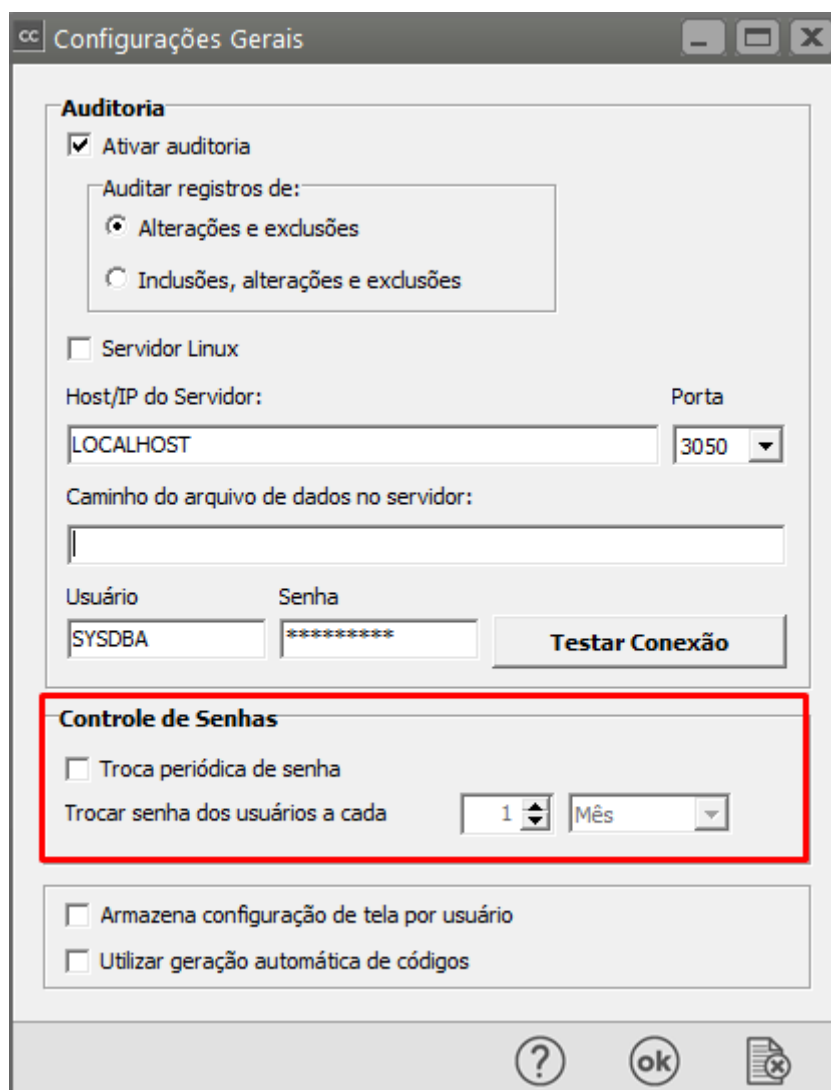 cc Configurações Gerais
Auditoria
Ativar auditoria
Auditar registros de:
Alterações e exclusões
Inclusões, alterações e exclusões
Servidor Linux
Host/IP do Servidor: Porta
LOCALHOST 3050
Caminho do arquivo de dados no servidor:
Usuário Senha
SYSDBA ********* Testar Conexão
Controle de Senhas
Troca periódica de senha
Trocar senha dos usuários a cada 1 Mês
Armazena configuração de tela por usuário
Utilizar geração automática de códigos
? ok